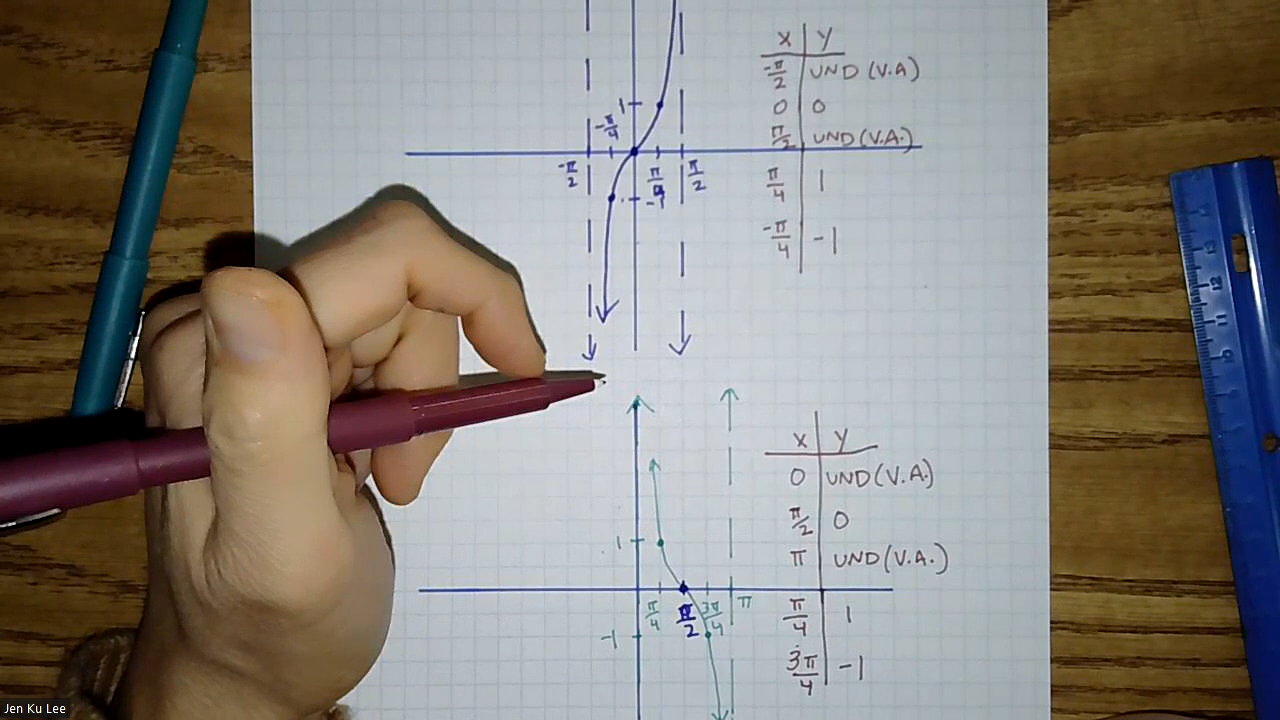 x | y
-π/2 | UND (V.A)
0 | 0
π/2 | UND (V.A.)
π/4 | 1
-π/4 | -1
1
-π/4
-π/2 π/4 π/2
-1
x | y
0 | UND (V.A.)
π/2 | 0
π | UND (V.A.)
π/4 | 1
3π/4 | -1
1
π/4 π/2 3π/4 π
-1
Jen Ku Lee